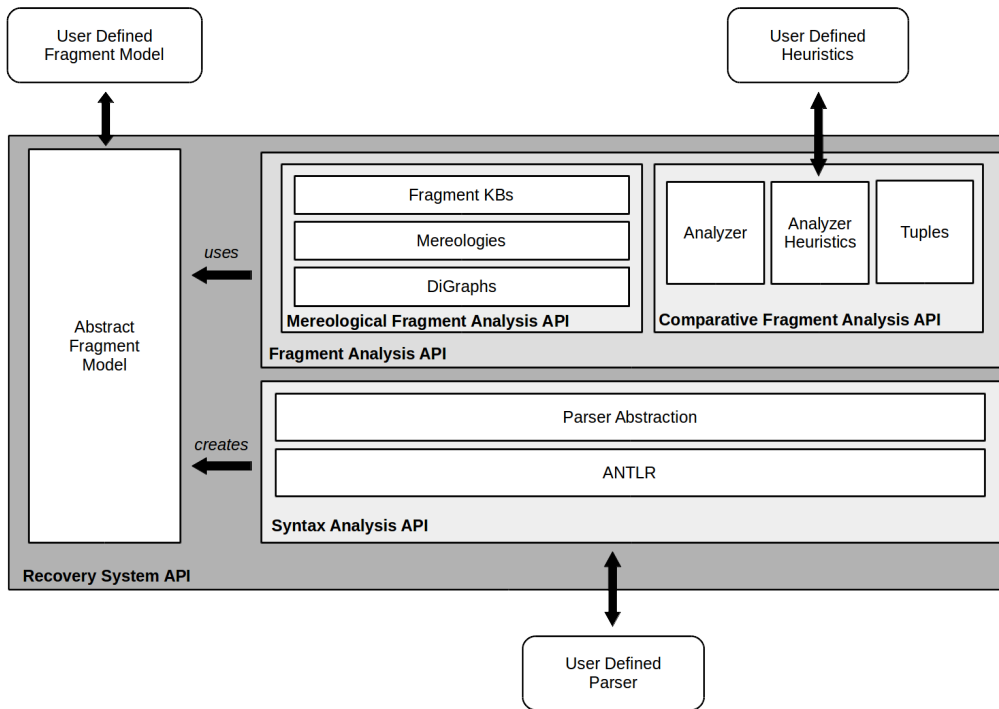 User Defined
Fragment Model
User Defined
Heuristics
Abstract
Fragment
Model
uses
creates
Fragment KBs
Mereologies
DiGraphs
Mereological Fragment Analysis API
Analyzer
Analyzer
Heuristics
Tuples
Comparative Fragment Analysis API
Fragment Analysis API
Parser Abstraction
ANTLR
Syntax Analysis API
Recovery System API
User Defined
Parser